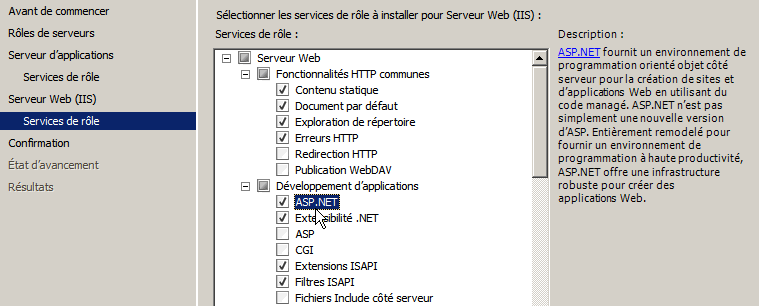 Avant de commencer
Rôles de serveurs
Serveur d'applications
Services de rôle
Serveur Web (IIS)
Services de rôle
Confirmation
État d'avancement
Résultats
Sélectionner les services de rôle à installer pour Serveur Web (IIS) :
Services de rôle :
Serveur Web
Fonctionnalités HTTP communes
Contenu statique
Document par défaut
Exploration de répertoire
Erreurs HTTP
Redirection HTTP
Publication WebDAV
Développement d'applications
ASP.NET
Extensibilité .NET
ASP
CGI
Extensions ISAPI
Filtres ISAPI
Fichiers Include côté serveur
Description :
ASP.NET fournit un environnement de
programmation orienté objet côté
serveur pour la création de sites et
d'applications Web en utilisant du
code managé. ASP.NET n'est pas
simplement une nouvelle version
d'ASP. Entièrement remodelé pour
fournir un environnement de
programmation à haute productivité,
ASP.NET offre une infrastructure
robuste pour créer des
applications Web.